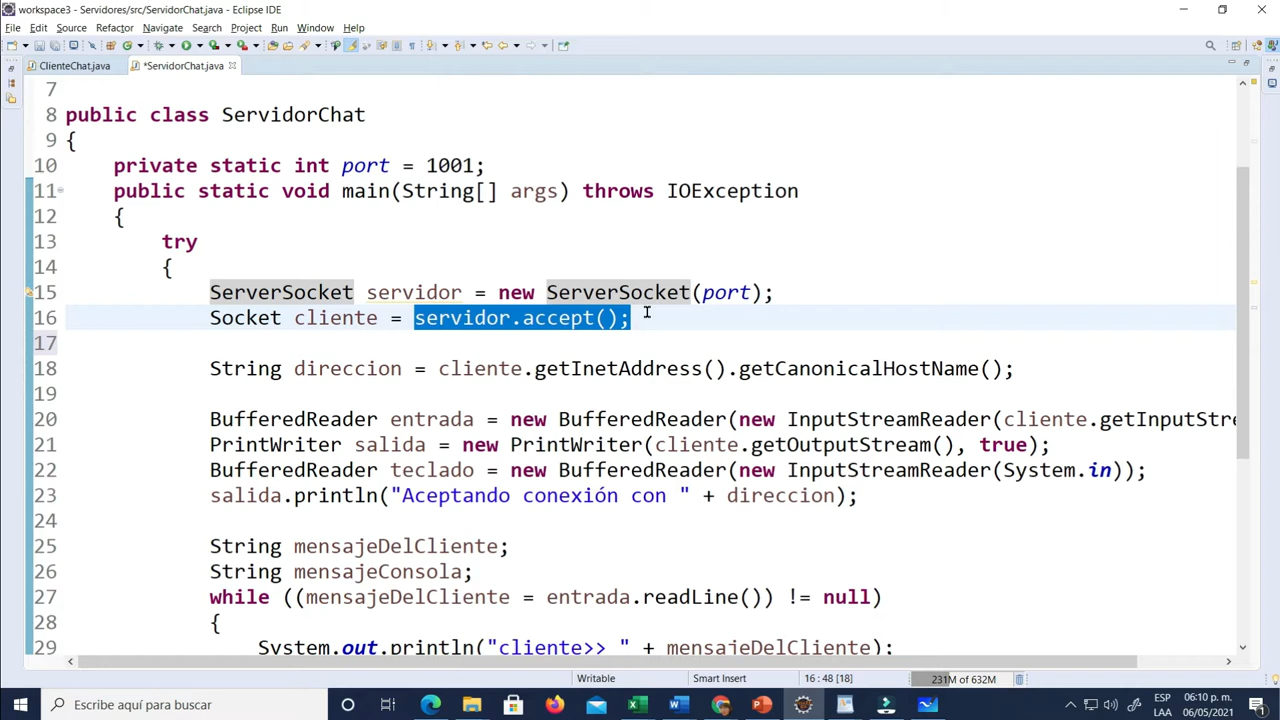 workspace3 - Servidores/src/ServidorChat.java - Eclipse IDE
File Edit Source Refactor Navigate Search Project Run Window Help
ClienteChat.java *ServidorChat.java
7
8 public class ServidorChat
9 {
10 private static int port = 1001;
11 public static void main(String[] args) throws IOException
12 {
13 try
14 {
15 ServerSocket servidor = new ServerSocket(port);
16 Socket cliente = servidor.accept();
17
18 String direccion = cliente.getInetAddress().getCanonicalHostName();
19
20 BufferedReader entrada = new BufferedReader(new InputStreamReader(cliente.getInputStre
21 PrintWriter salida = new PrintWriter(cliente.getOutputStream(), true);
22 BufferedReader teclado = new BufferedReader(new InputStreamReader(System.in));
23 salida.println("Aceptando conexión con " + direccion);
24
25 String mensajeDelCliente;
26 String mensajeConsola;
27 while ((mensajeDelCliente = entrada.readLine()) != null)
28 {
29 System.out.println("cliente>> " + mensajeDelCliente);
Writable Smart Insert 16 : 48 [18] 231M of 632M
Escribe aquí para buscar
ESP 06:10 p. m.
LAA 06/05/2021
1